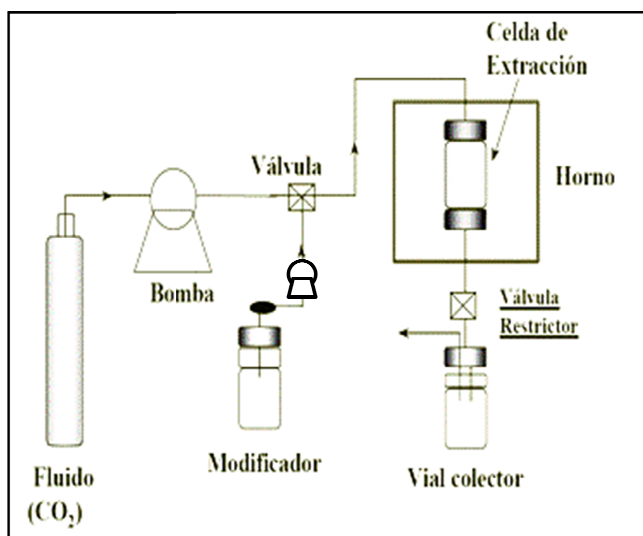 Celda de
Extracción
Válvula
Horno
Bomba
Válvula
Restrictor
Modificador
Vial colector
Fluido
(CO₂)